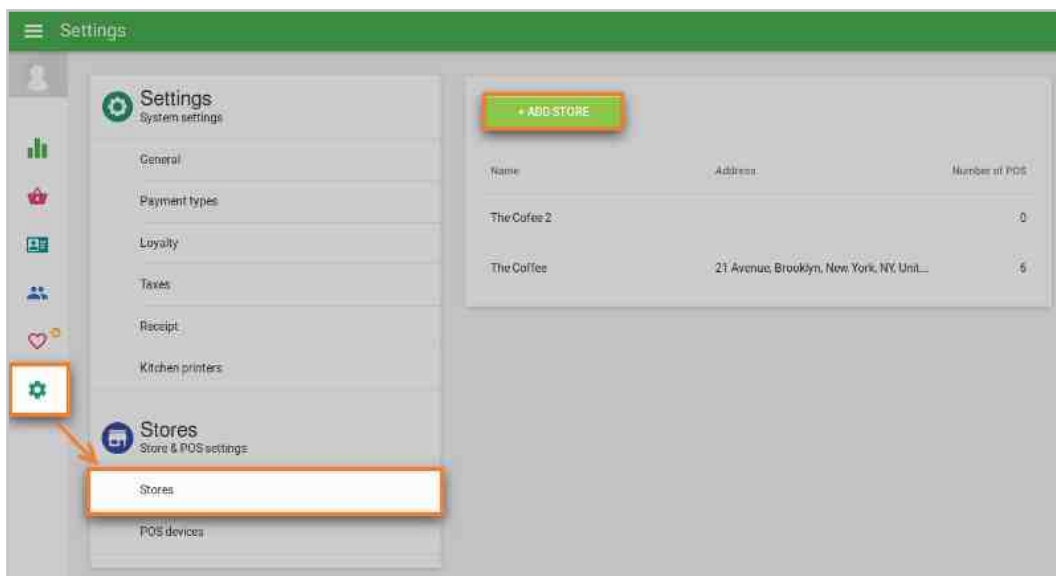 Settings
Settings
System settings
General
Payment types
Loyalty
Taxes
Receipt
Kitchen printers
Stores
Store & POS settings
Stores
POS devices
+ ADD STORE
Name Address Number of POS
The Cofee 2 0
The Coffee 21 Avenue, Brooklyn, New York, NY, Unit... 6